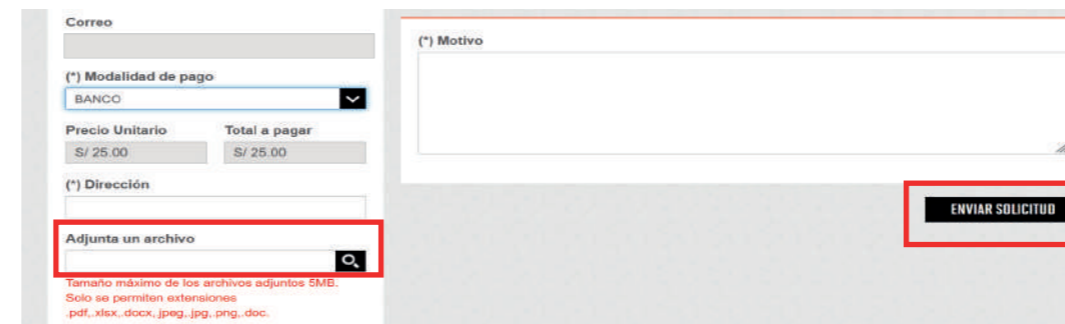 Correo
(*) Modalidad de pago
BANCO
Precio Unitario Total a pagar
S/ 25.00 S/ 25.00
(*) Dirección
Adjunta un archivo
Tamaño máximo de los archivos adjuntos 5MB.
Solo se permiten extensiones
.pdf,.xlsx,.docx,.jpeg,.jpg,.png,.doc.
(*) Motivo
ENVIAR SOLICITUD